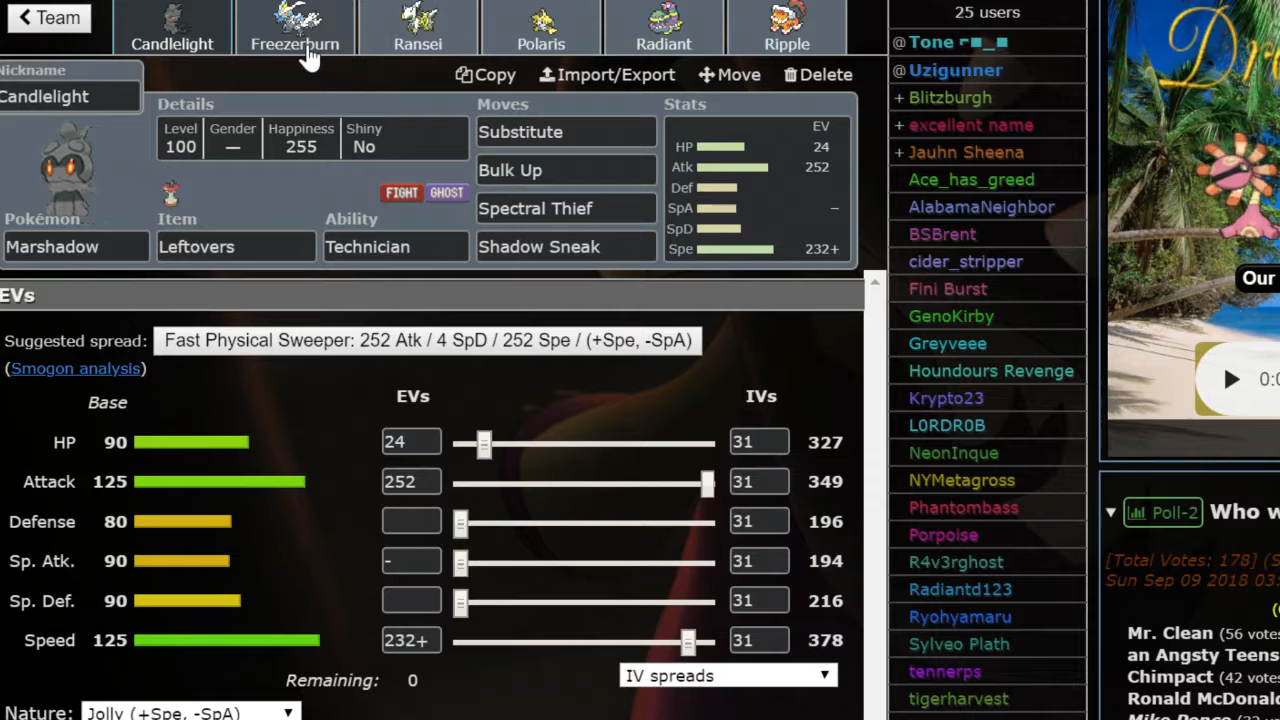 Team
Candlelight
Freezerburn
Ransei
Polaris
Radiant
Ripple
Copy
Import/Export
Move
Delete
Nickname
Candlelight
Details
Level
100
Gender
—
Happiness
255
Shiny
No
FIGHT GHOST
Pokémon
Marshadow
Item
Leftovers
Ability
Technician
Moves
Substitute
Bulk Up
Spectral Thief
Shadow Sneak
Stats
EV
HP 24
Atk 252
Def
SpA –
SpD
Spe 232+
EVs
Suggested spread: Fast Physical Sweeper: 252 Atk / 4 SpD / 252 Spe / (+Spe, -SpA)
(Smogon analysis)
Base EVs IVs
HP 90 24 31 327
Attack 125 252 31 349
Defense 80 31 196
Sp. Atk. 90 - 31 194
Sp. Def. 90 31 216
Speed 125 232+ 31 378
Remaining: 0
IV spreads
Nature: Jolly (+Spe, -SpA)
25 users
@ Tone ⌐■_■
@ Uzigunner
+ Blitzburgh
+ excellent name
+ Jauhn Sheena
Ace_has_greed
AlabamaNeighbor
BSBrent
cider_stripper
Fini Burst
GenoKirby
Greyveee
Houndours Revenge
Krypto23
L0RDR0B
NeonInque
NYMetagross
Phantombass
Porpoise
R4v3rghost
Radiantd123
Ryohyamaru
Sylveo Plath
tennerps
tigerharvest
Our
0:0
Poll-2 Who w
[Total Votes: 178] (S
Sun Sep 09 2018 03:
Mr. Clean (56 votes
an Angsty Teens
Chimpact (42 votes
Ronald McDonal